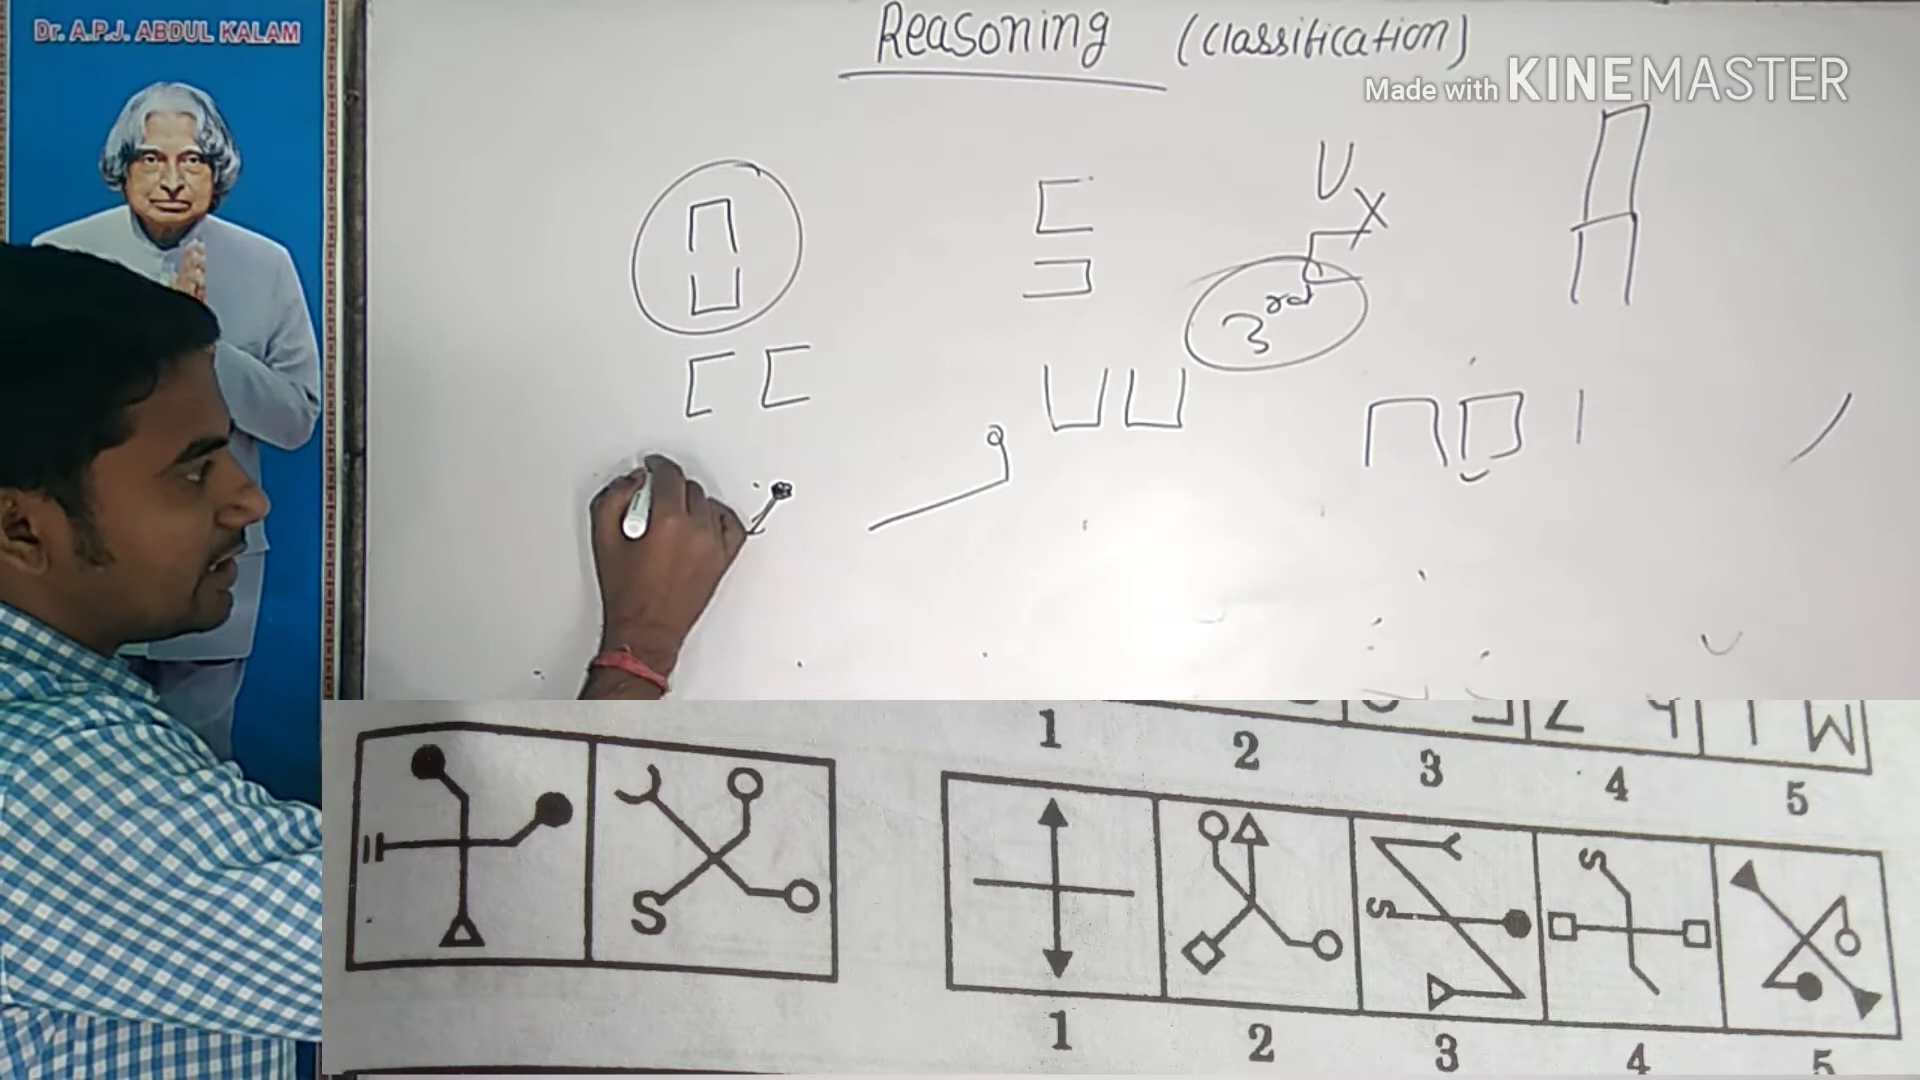 Dr. A.P.J. ABDUL KALAM
Reasoning (Classification)
Made with KINEMASTER
3rd
1 2 3 4 5
S
S
S
1 2 3 4 5